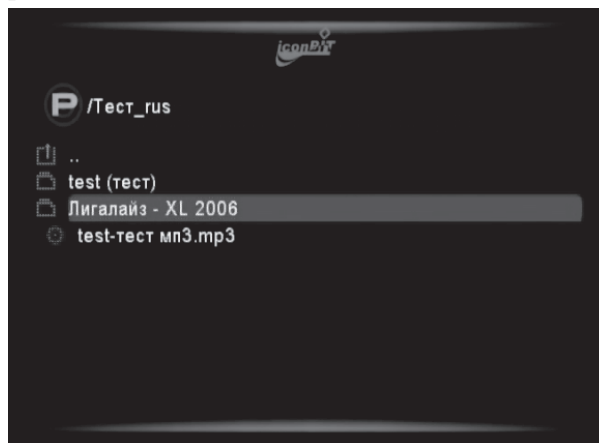 iconBiT
P /Тест_rus
..
test (тест)
Лигалайз - XL 2006
test-тест мп3.mp3